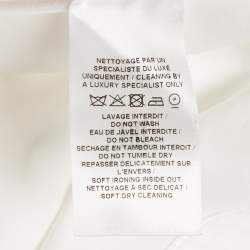 NETTOYAGE PAR UN
SPECIALISTE DU LUXE
UNIQUEMENT / CLEANING BY
A LUXURY SPECIALIST ONLY
LAVAGE INTERDIT /
DO NOT WASH
EAU DE JAVEL INTERDITE /
DO NOT BLEACH
SECHAGE EN TAMBOUR INTERDIT /
DO NOT TUMBLE DRY
REPASSER DELICATEMENT SUR
L'ENVERS /
SOFT IRONING INSIDE OUT
NETTOYAGE A SEC DELICAT /
SOFT DRY CLEANING